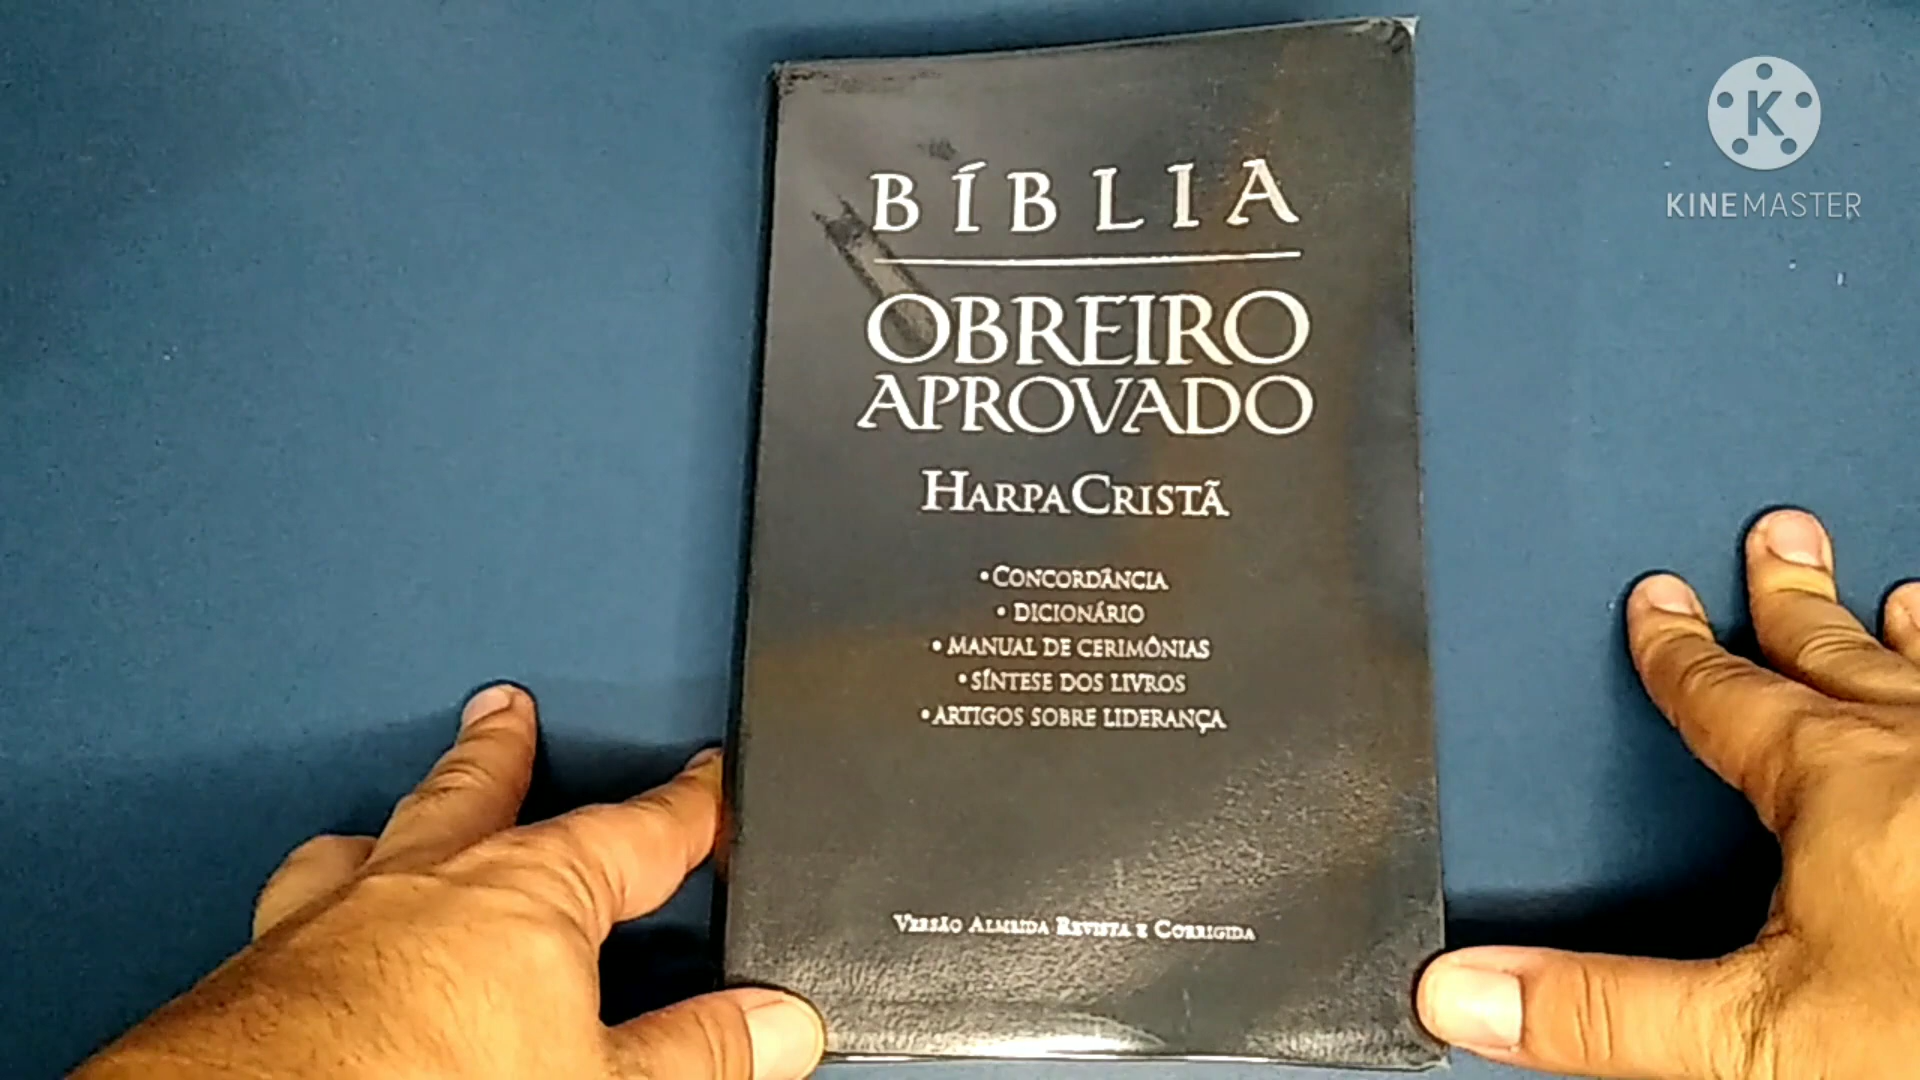 BÍBLIA
OBREIRO
APROVADO
HARPA CRISTÃ
• CONCORDÂNCIA
• DICIONÁRIO
• MANUAL DE CERIMÔNIAS
• SÍNTESE DOS LIVROS
• ARTIGOS SOBRE LIDERANÇA
VERSÃO ALMEIDA REVISTA E CORRIGIDA
K
KINEMASTER